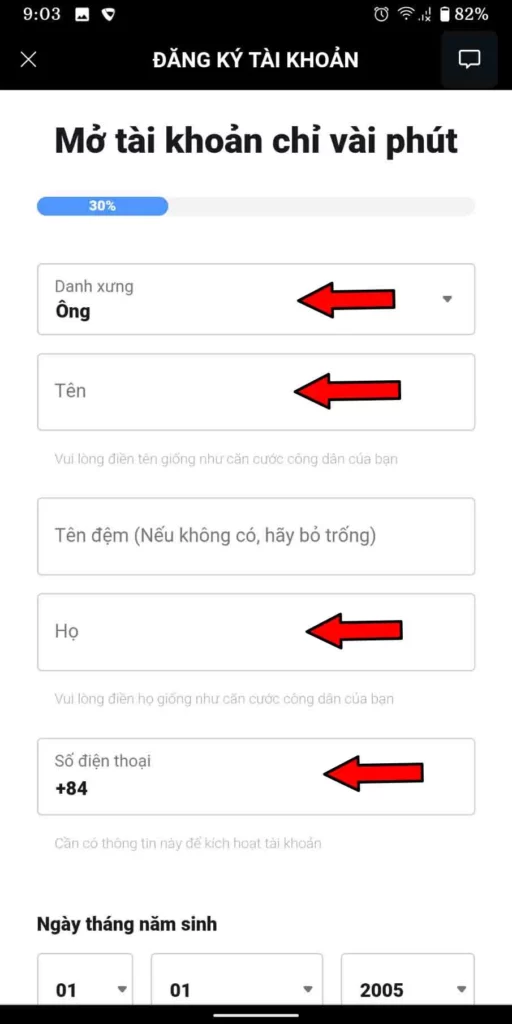 9:03
82%
ĐĂNG KÝ TÀI KHOẢN
Mở tài khoản chỉ vài phút
30%
Danh xưng
Ông
Tên
Vui lòng điền tên giống như căn cước công dân của bạn
Tên đệm (Nếu không có, hãy bỏ trống)
Họ
Vui lòng điền họ giống như căn cước công dân của bạn
Số điện thoại
+84
Cần có thông tin này để kích hoạt tài khoản
Ngày tháng năm sinh
01 01 2005